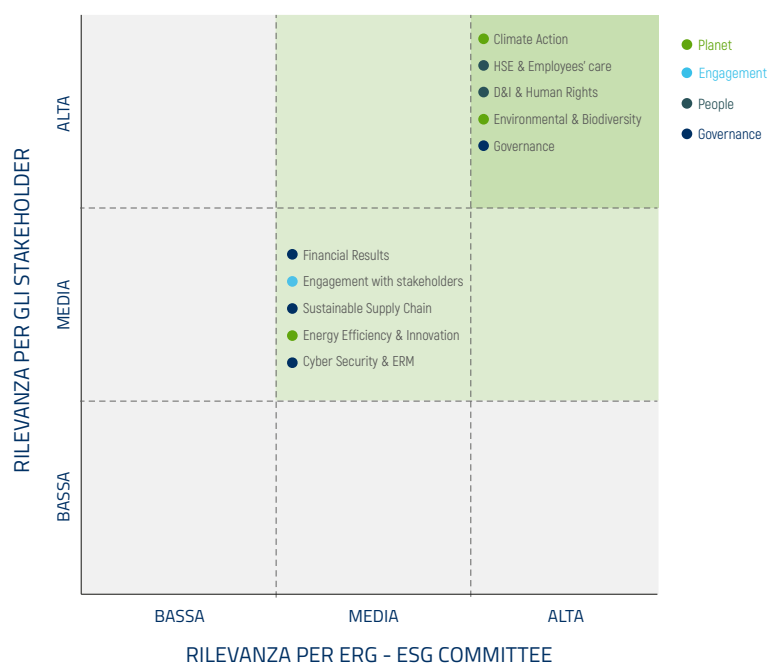 RILEVANZA PER GLI STAKEHOLDER
ALTA
MEDIA
BASSA
Climate Action
HSE & Employees' care
D&I & Human Rights
Environmental & Biodiversity
Governance
Financial Results
Engagement with stakeholders
Sustainable Supply Chain
Energy Efficiency & Innovation
Cyber Security & ERM
Planet
Engagement
People
Governance
BASSA
MEDIA
ALTA
RILEVANZA PER ERG - ESG COMMITTEE